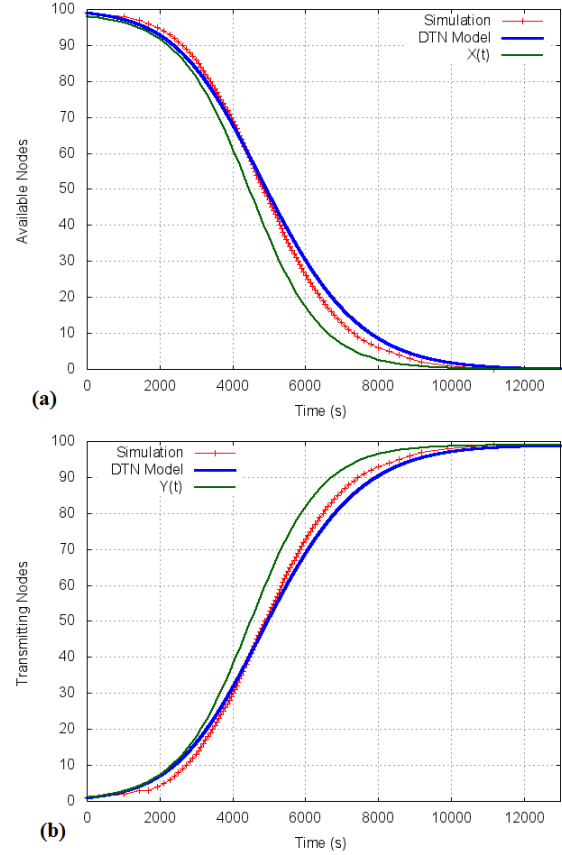 100
90
80
70
60
50
40
30
20
10
0
Available Nodes
Simulation
DTN Model
X(t)
0 2000 4000 6000 8000 10000 12000
Time (s)
(a)
100
90
80
70
60
50
40
30
20
10
0
Transmitting Nodes
Simulation
DTN Model
Y(t)
0 2000 4000 6000 8000 10000 12000
Time (s)
(b)